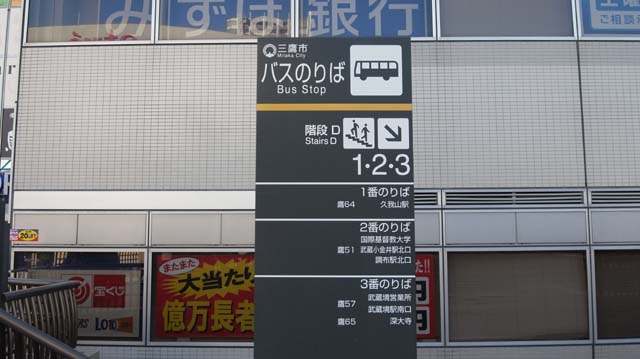 みずほ銀行
三鷹市
Mitaka City
バスのりば
Bus Stop
階段 D
Stairs D
1・2・3
1番のりば
鷹64 久我山駅
2番のりば
国際基督教大学
鷹51 武蔵小金井駅北口
調布駅北口
3番のりば
武蔵境営業所
鷹57 武蔵境駅南口
鷹65 深大寺
またまた
大当たり
億万長者
宝くじ
LOTO